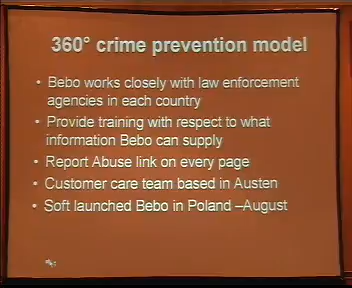 360° crime prevention model
• Bebo works closely with law enforcement
agencies in each country
• Provide training with respect to what
information Bebo can supply
• Report Abuse link on every page
• Customer care team based in Austen
• Soft launched Bebo in Poland –August